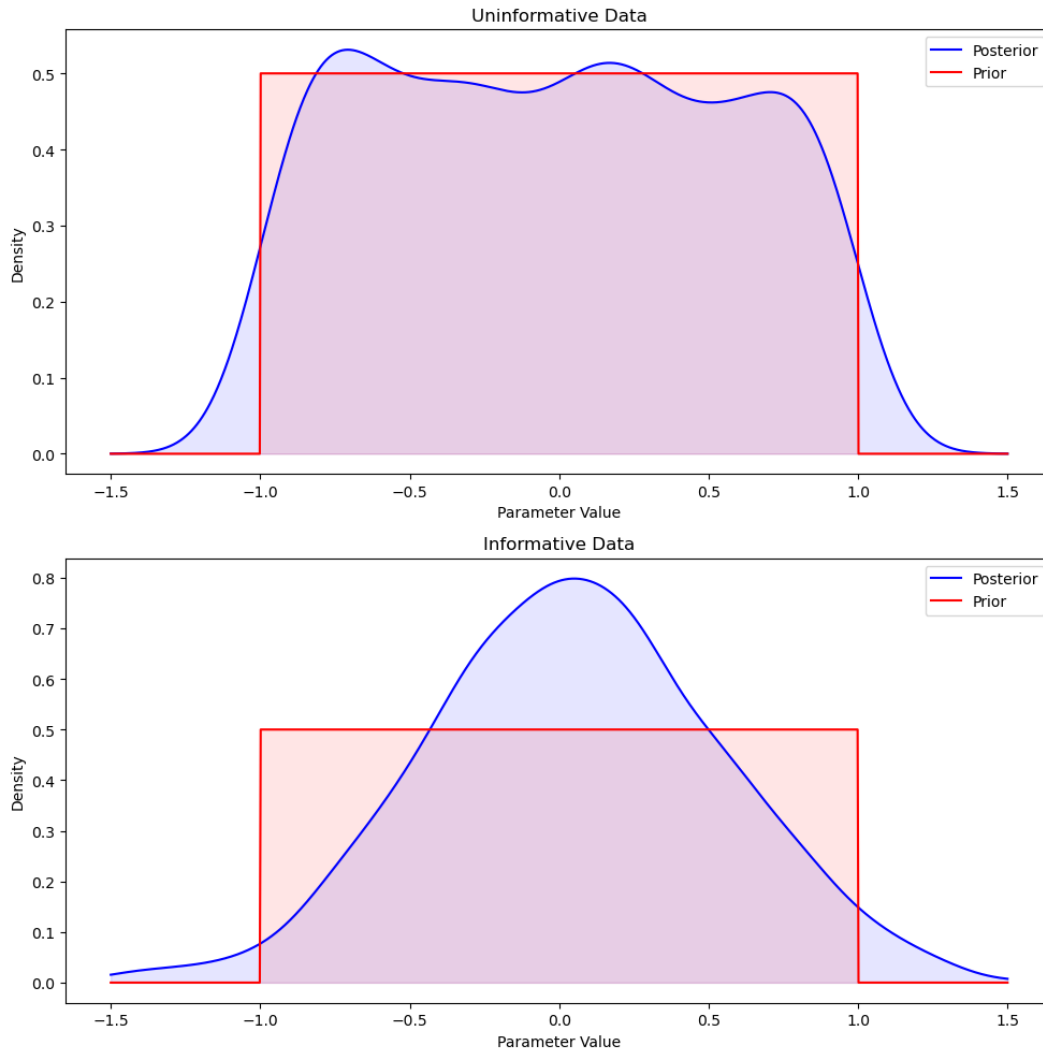 Uninformative Data
Posterior
Prior
Density
0.5
0.4
0.3
0.2
0.1
0.0
−1.5 −1.0 −0.5 0.0 0.5 1.0 1.5
Parameter Value
Informative Data
Posterior
Prior
Density
0.8
0.7
0.6
0.5
0.4
0.3
0.2
0.1
0.0
−1.5 −1.0 −0.5 0.0 0.5 1.0 1.5
Parameter Value